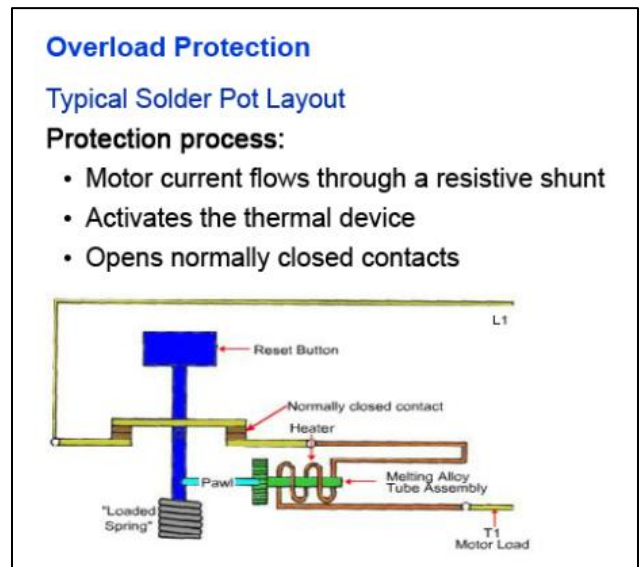 Overload Protection
Typical Solder Pot Layout
Protection process:
• Motor current flows through a resistive shunt
• Activates the thermal device
• Opens normally closed contacts
L1
Reset Button
Normally closed contact
Heater
Pawl
Melting Alloy
Tube Assembly
"Loaded
Spring"
T1
Motor Load